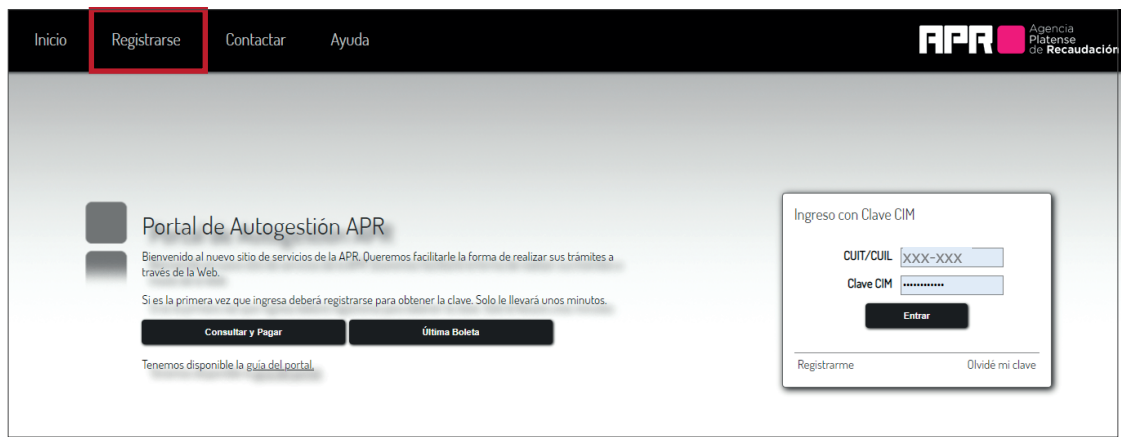 Inicio
Registrarse
Contactar
Ayuda
APR
Agencia
Platense
de Recaudación
Portal de Autogestión APR
Bienvenido al nuevo sitio de servicios de la APR. Queremos facilitarle la forma de realizar sus trámites a
través de la Web.
Si es la primera vez que ingresa deberá registrarse para obtener la clave. Solo le llevará unos minutos.
Consultar y Pagar
Última Boleta
Tenemos disponible la guía del portal.
Ingreso con Clave CIM
CUIT/CUIL xxx-xxx
Clave CIM ••••••••••••
Entrar
Registrarme
Olvidé mi clave